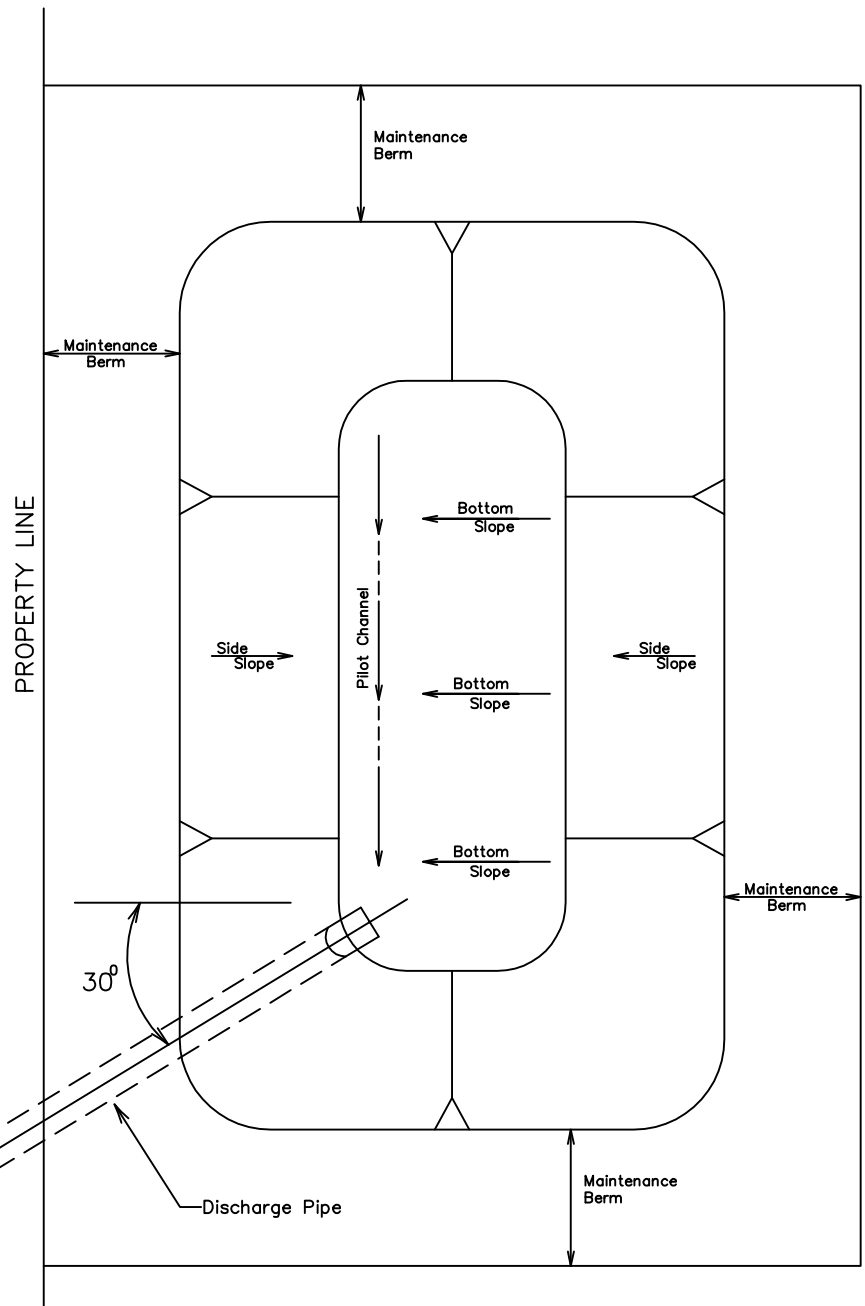 Maintenance
Berm
Maintenance
Berm
PROPERTY LINE
Bottom
Slope
Pilot Channel
Side
Slope
Side
Slope
Bottom
Slope
Bottom
Slope
Maintenance
Berm
30°
Maintenance
Berm
Discharge Pipe